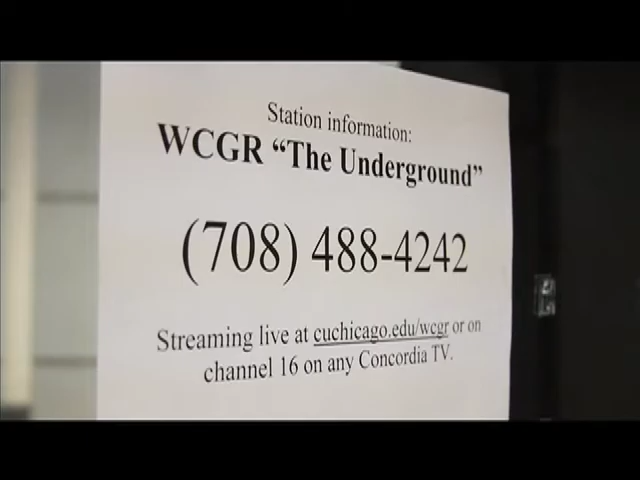 Station information:
WCGR “The Underground”
(708) 488-4242
Streaming live at cuchicago.edu/wcgr or on
channel 16 on any Concordia TV.